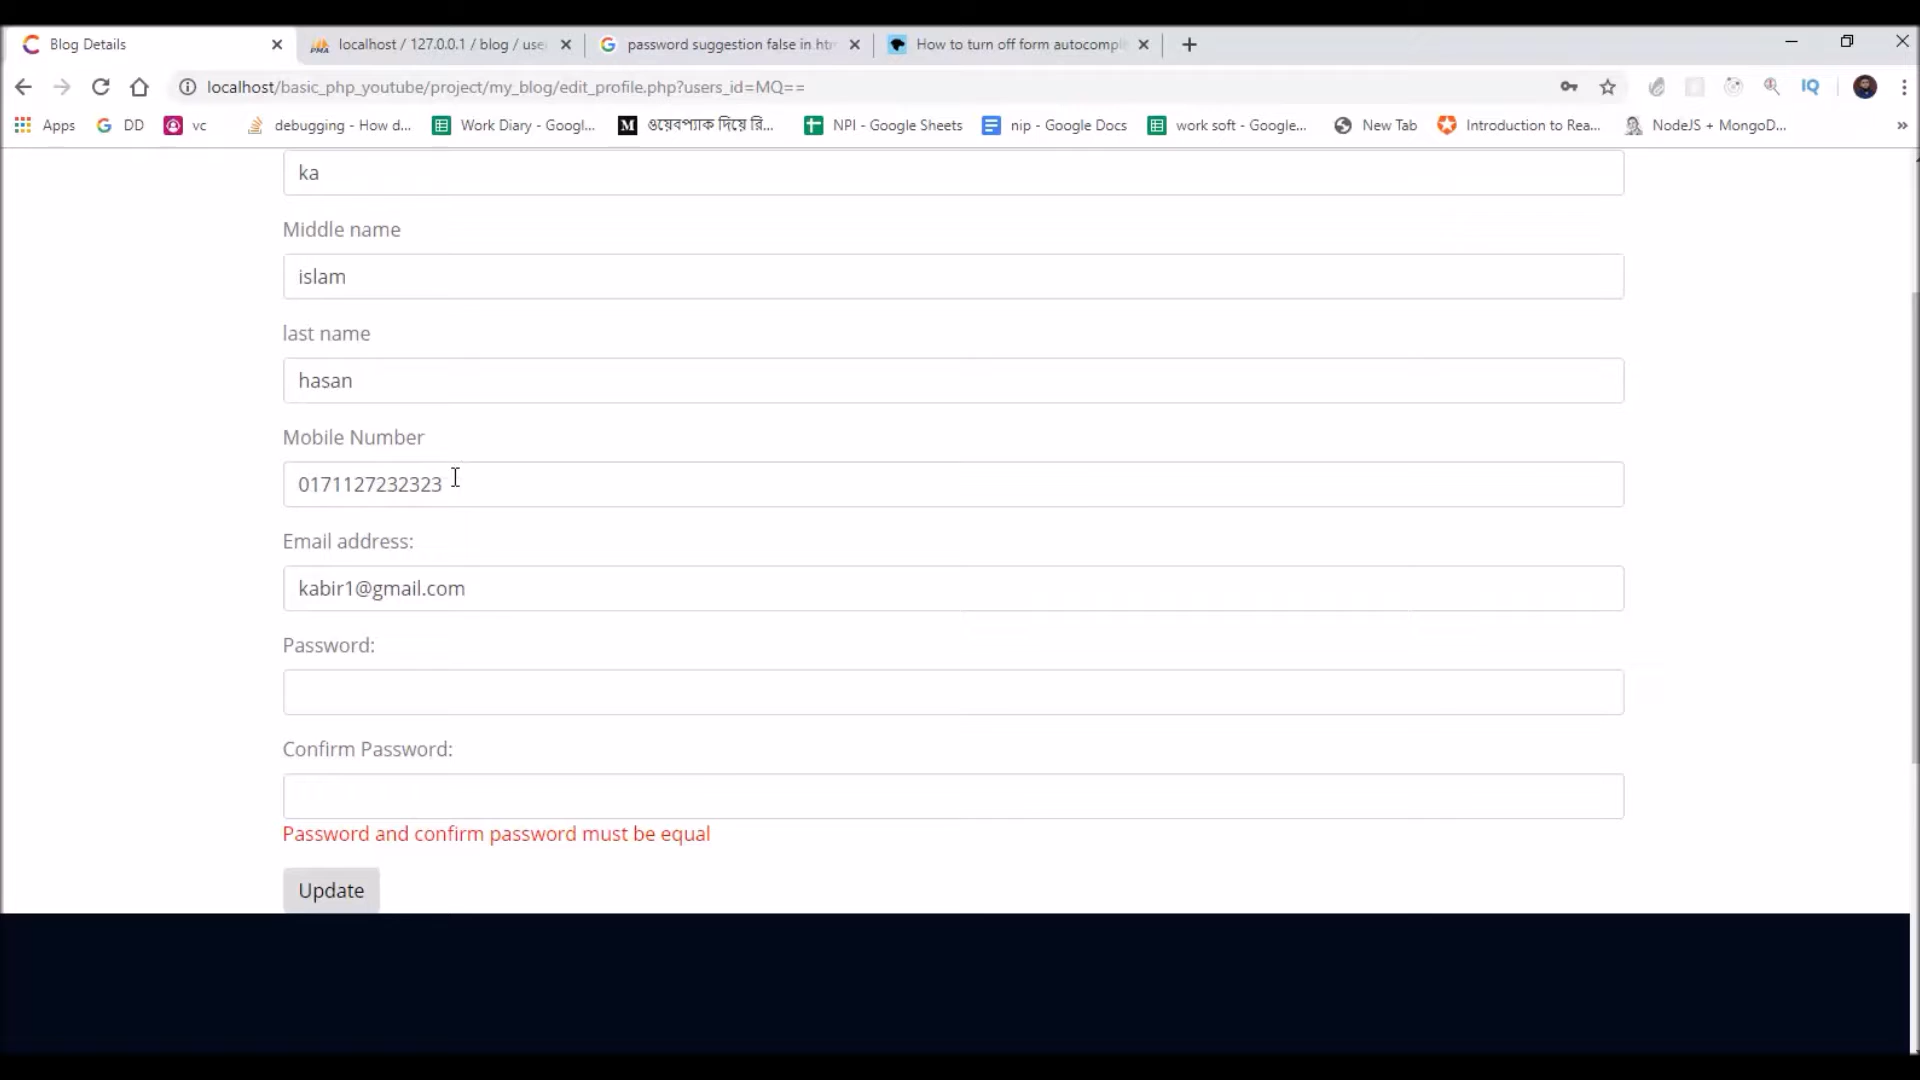 Blog Details
localhost / 127.0.0.1 / blog / use
password suggestion false in htm
How to turn off form autocompl
localhost/basic_php_youtube/project/my_blog/edit_profile.php?users_id=MQ==
IQ
Apps
DD
vc
debugging - How d...
Work Diary - Googl...
ওয়েবপ্যাক দিয়ে রি...
NPI - Google Sheets
nip - Google Docs
work soft - Google...
New Tab
Introduction to Rea...
NodeJS + MongoD...
ka
Middle name
islam
last name
hasan
Mobile Number
0171127232323
Email address:
kabir1@gmail.com
Password:
Confirm Password:
Password and confirm password must be equal
Update